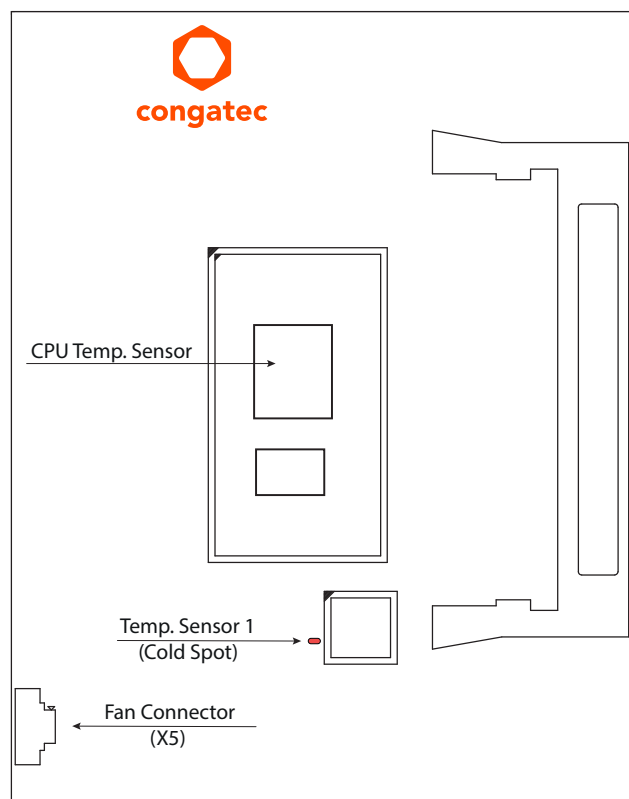 congatec
CPU Temp. Sensor
Temp. Sensor 1
(Cold Spot)
Fan Connector
(X5)